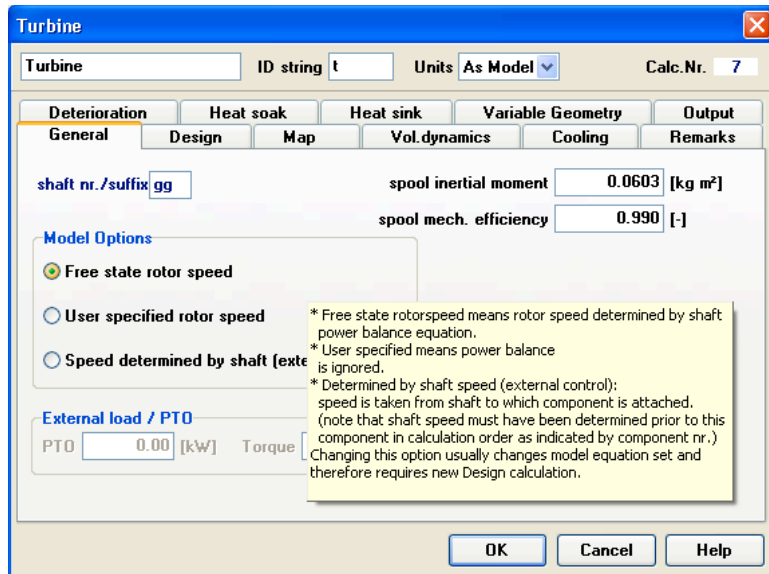 Turbine
Turbine ID string t Units As Model Calc.Nr. 7
Deterioration Heat soak Heat sink Variable Geometry Output
General Design Map Vol.dynamics Cooling Remarks
shaft nr./suffix gg spool inertial moment 0.0603 [kg m²]
spool mech. efficiency 0.990 [-]
Model Options
Free state rotor speed
User specified rotor speed
Speed determined by shaft (exte
* Free state rotorspeed means rotor speed determined by shaft
power balance equation.
* User specified means power balance
is ignored.
* Determined by shaft speed (external control):
speed is taken from shaft to which component is attached.
(note that shaft speed must have been determined prior to this
component in calculation order as indicated by component nr.)
Changing this option usually changes model equation set and
therefore requires new Design calculation.
External load / PTO
PTO 0.00 [kW] Torque
OK Cancel Help